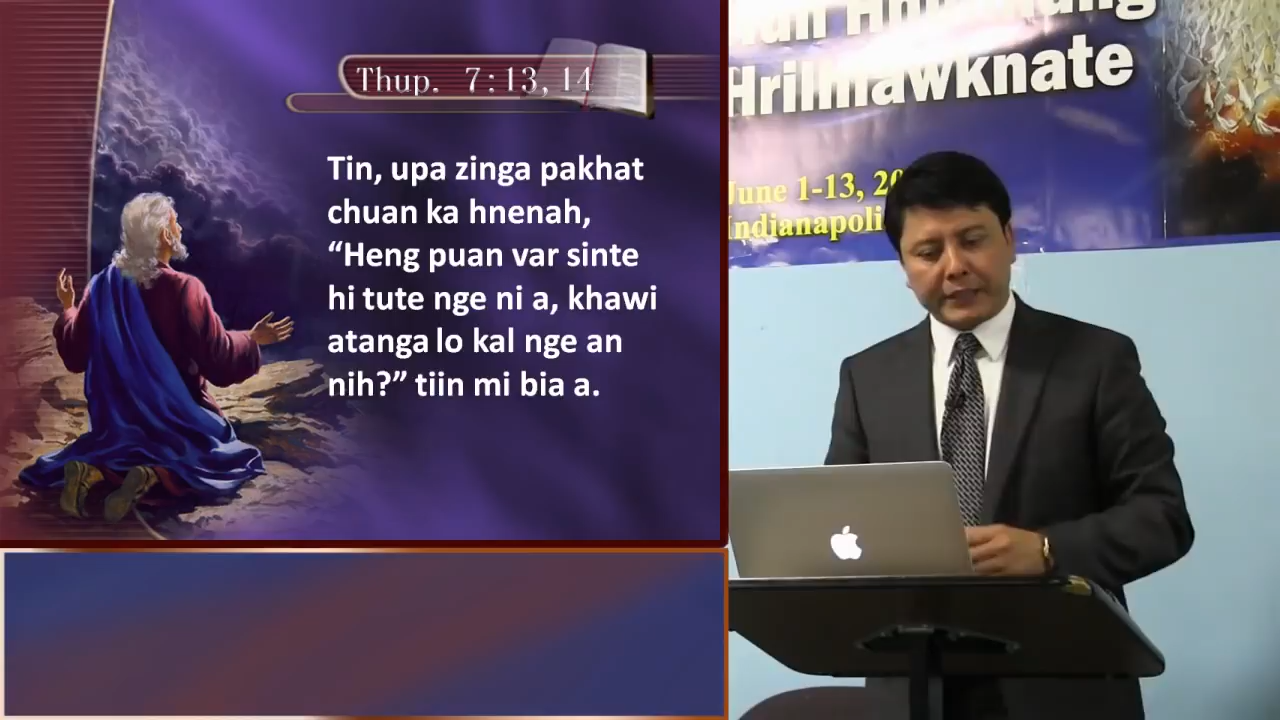 Thup. 7:13, 14
Tin, upa zinga pakhat
chuan ka hnenah,
“Heng puan var sinte
hi tute nge ni a, khawi
atanga lo kal nge an
nih?” tiin mi bia a.
Hrilhlawknate
June 1-13, 20
Indianapoli